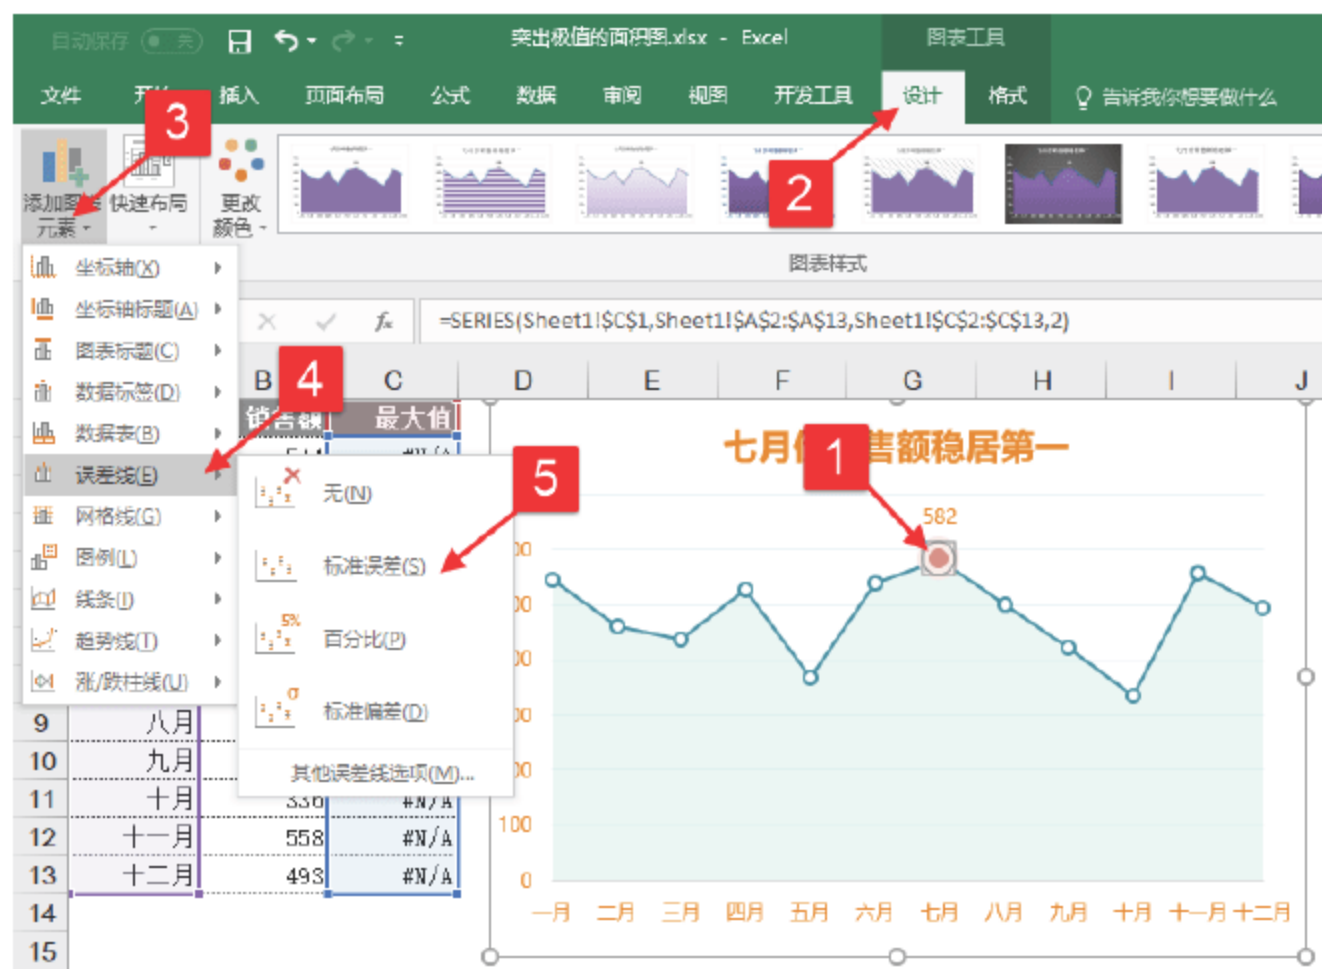 自动保存 关 突出极值的面积图.xlsx - Excel 图表工具
文件 开始 插入 页面布局 公式 数据 审阅 视图 开发工具 设计 格式 告诉我你想要做什么
3
2
添加图表 快速布局 更改
元素 颜色
图表样式
坐标轴(X)
坐标轴标题(A)
图表标题(C)
数据标签(D)
数据表(B)
误差线(E)
网格线(G)
图例(L)
线条(I)
趋势线(T)
涨/跌柱线(U)
fx =SERIES(Sheet1!$C$1,Sheet1!$A$2:$A$13,Sheet1!$C$2:$C$13,2)
4
B C D E F G H I J
销售额 最大值
无(N)
标准误差(S)
5%
百分比(P)
σ
标准偏差(D)
其他误差线选项(M)...
5
1
9 八月
10 九月
11 十月 336 #N/A
12 十一月 558 #N/A
13 十二月 493 #N/A
14
15
售额稳居第一
582
100
0
一月 二月 三月 四月 五月 六月 七月 八月 九月 十月 十一月 十二月